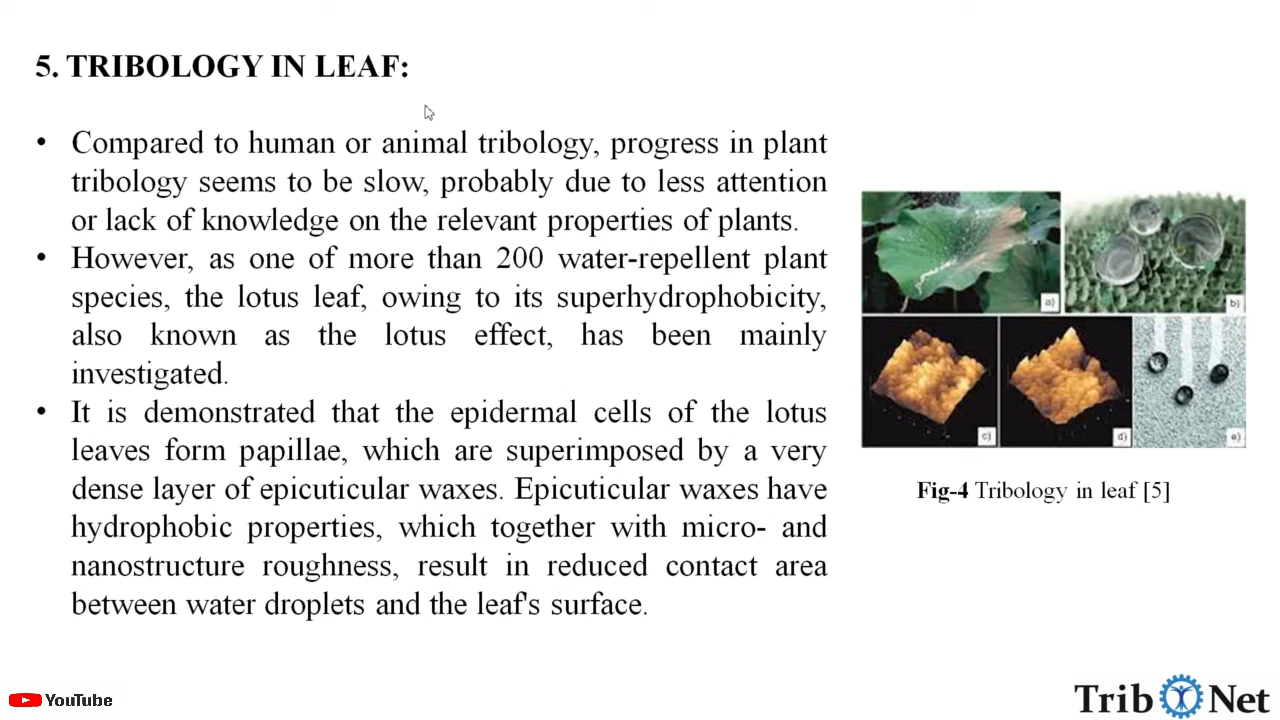 5. TRIBOLOGY IN LEAF:
• Compared to human or animal tribology, progress in plant
tribology seems to be slow, probably due to less attention
or lack of knowledge on the relevant properties of plants.
• However, as one of more than 200 water-repellent plant
species, the lotus leaf, owing to its superhydrophobicity,
also known as the lotus effect, has been mainly
investigated.
• It is demonstrated that the epidermal cells of the lotus
leaves form papillae, which are superimposed by a very
dense layer of epicuticular waxes. Epicuticular waxes have
hydrophobic properties, which together with micro- and
nanostructure roughness, result in reduced contact area
between water droplets and the leaf's surface.
a)
b)
c)
d)
e)
Fig-4 Tribology in leaf [5]
YouTube
Trib Net